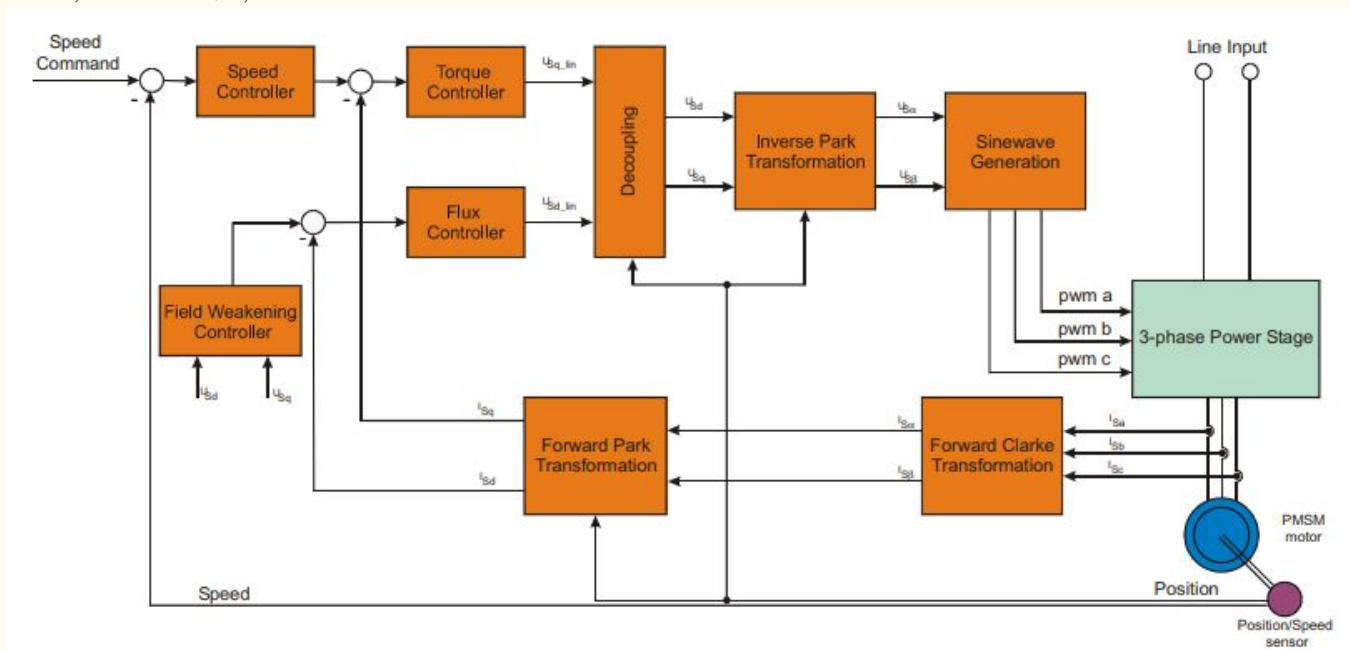 Speed
Command
-
Speed
Controller
-
Torque
Controller
uSq_lin
Decoupling
uSd
uSq
Inverse Park
Transformation
uSα
uSβ
Sinewave
Generation
Line Input
-
Flux
Controller
uSd_lin
Field Weakening
Controller
uSd
uSq
pwm a
pwm b
pwm c
3-phase Power Stage
iSq
iSd
Forward Park
Transformation
iSα
iSβ
Forward Clarke
Transformation
iSa
iSb
iSc
PMSM
motor
Speed
Position
Position/Speed
sensor